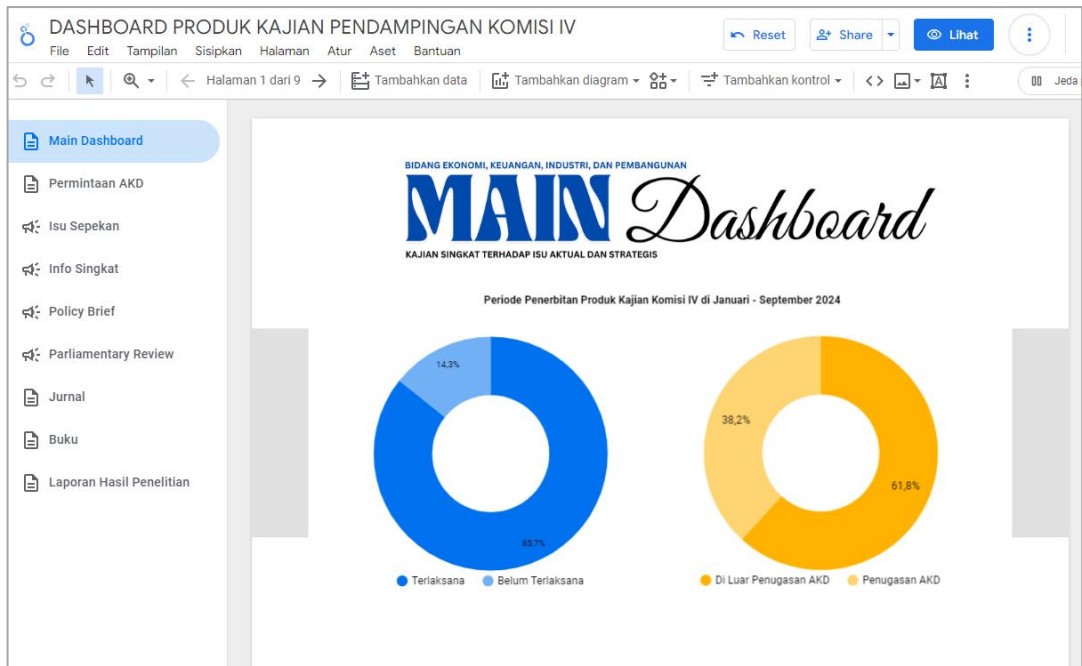 DASHBOARD PRODUK KAJIAN PENDAMPINGAN KOMISI IV
File Edit Tampilan Sisipkan Halaman Atur Aset Bantuan
Reset Share Lihat
Halaman 1 dari 9 Tambahkan data Tambahkan diagram Tambahkan kontrol Jeda
Main Dashboard
Permintaan AKD
Isu Sepekan
Info Singkat
Policy Brief
Parliamentary Review
Jurnal
Buku
Laporan Hasil Penelitian
BIDANG EKONOMI, KEUANGAN, INDUSTRI, DAN PEMBANGUNAN
MAIN Dashboard
KAJIAN SINGKAT TERHADAP ISU AKTUAL DAN STRATEGIS
Periode Penerbitan Produk Kajian Komisi IV di Januari - September 2024
14,3%
85,7%
Terlaksana Belum Terlaksana
38,2%
61,8%
Di Luar Penugasan AKD Penugasan AKD